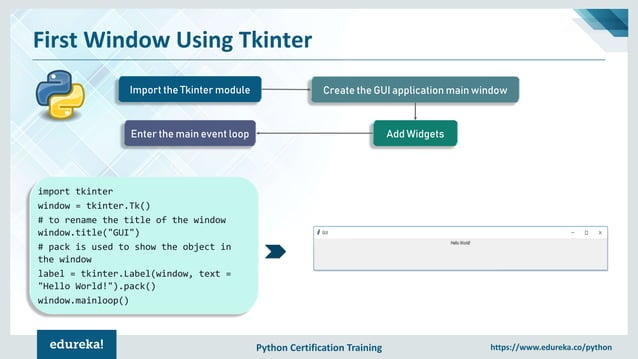 First Window Using Tkinter
Import the Tkinter module
Create the GUI application main window
Enter the main event loop
Add Widgets
import tkinter
window = tkinter.Tk()
# to rename the title of the window
window.title("GUI")
# pack is used to show the object in
the window
label = tkinter.Label(window, text =
"Hello World!").pack()
window.mainloop()
GUI
Hello World!
edureka!
Python Certification Training
https://www.edureka.co/python